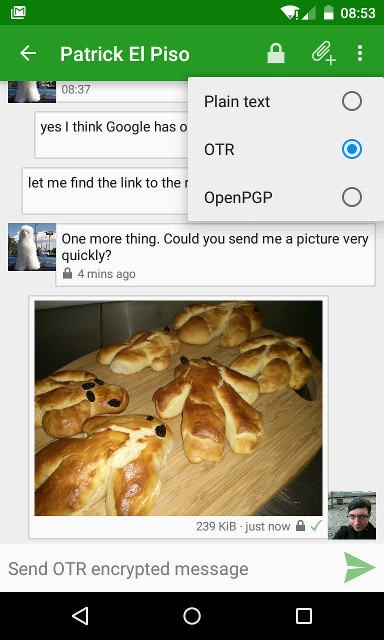 08:53
Patrick El Piso
08:37
Plain text
OTR
OpenPGP
yes I think Google has o
let me find the link to the
One more thing. Could you send me a picture very
quickly?
4 mins ago
239 KiB · just now
Send OTR encrypted message